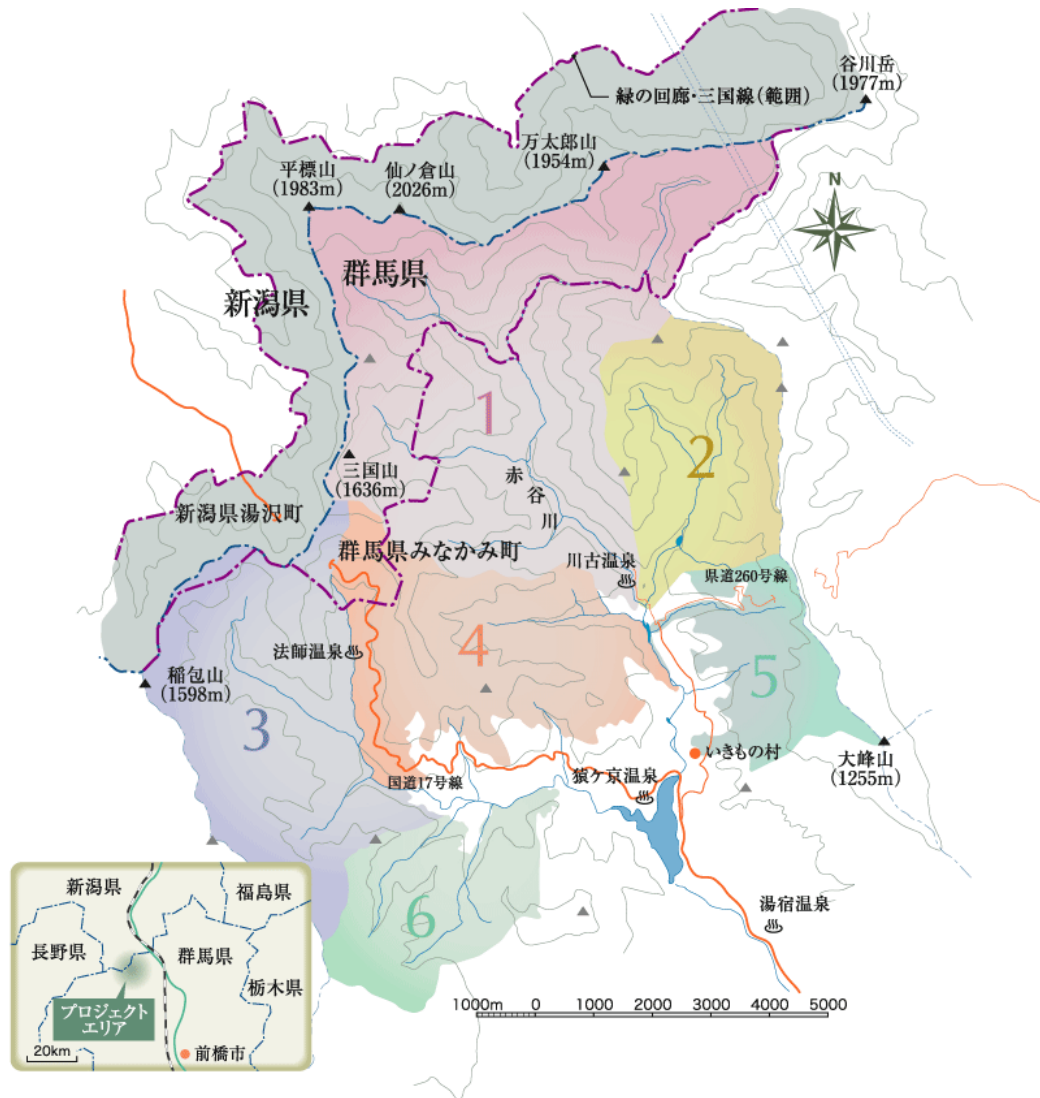 谷川岳
(1977m)
緑の回廊・三国線(範囲)
万太郎山
(1954m)
平標山
(1983m)
仙ノ倉山
(2026m)
N
群馬県
新潟県
1
2
三国山
(1636m)
赤谷川
新潟県湯沢町
群馬県みなかみ町
川古温泉
県道260号線
法師温泉
4
5
稲包山
(1598m)
3
いきもの村
大峰山
(1255m)
国道17号線
猿ヶ京温泉
6
湯宿温泉
1000m 0 1000 2000 3000 4000 5000
新潟県
福島県
長野県
群馬県
栃木県
プロジェクト
エリア
20km
前橋市